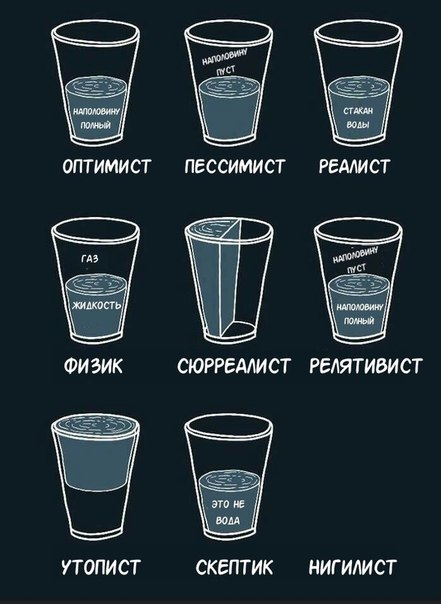 НАПОЛОВИНУ
ПОЛНЫЙ
НАПОЛОВИНУ
ПУСТ
СТАКАН
ВОДЫ
ОПТИМИСТ ПЕССИМИСТ РЕАЛИСТ
ГАЗ
ЖИДКОСТЬ
НАПОЛОВИНУ
ПУСТ
НАПОЛОВИНУ
ПОЛНЫЙ
ФИЗИК СЮРРЕАЛИСТ РЕЛЯТИВИСТ
ЭТО НЕ
ВОДА
УТОПИСТ СКЕПТИК НИГИЛИСТ